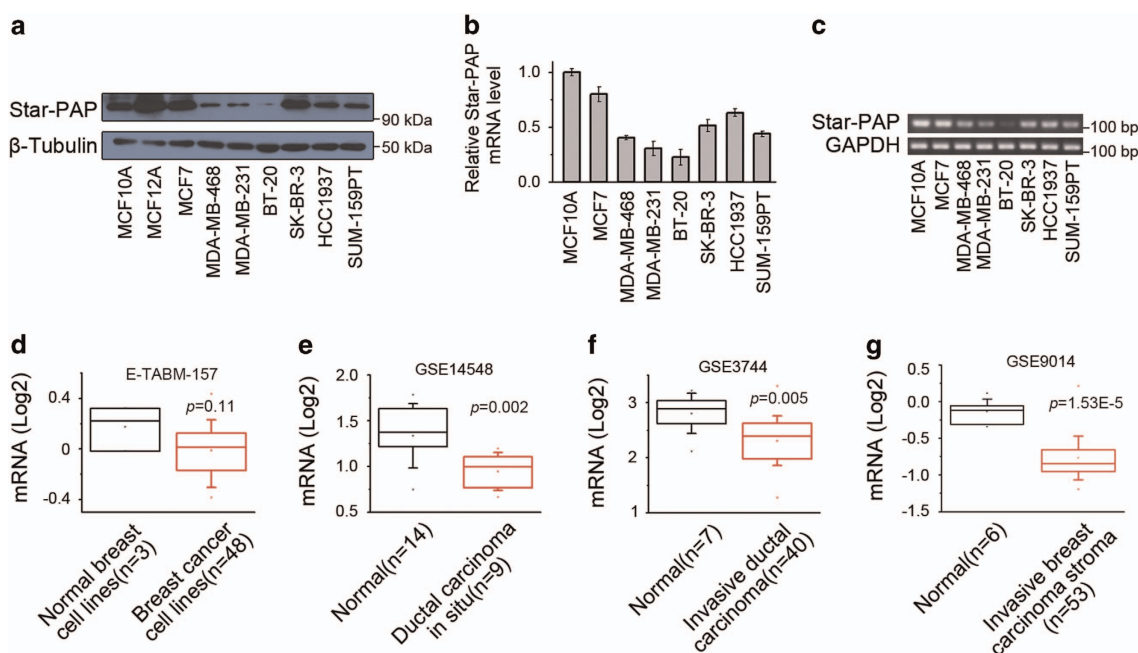 a
Star-PAP
90 kDa
β-Tubulin
50 kDa
MCF10A
MCF12A
MCF7
MDA-MB-468
MDA-MB-231
BT-20
SK-BR-3
HCC1937
SUM-159PT
b
Relative Star-PAP
mRNA level
1.0
0.5
0.0
MCF10A
MCF7
MDA-MB-468
MDA-MB-231
BT-20
SK-BR-3
HCC1937
SUM-159PT
c
Star-PAP
100 bp
GAPDH
100 bp
MCF10A
MCF7
MDA-MB-468
MDA-MB-231
BT-20
SK-BR-3
HCC1937
SUM-159PT
d
E-TABM-157
mRNA (Log2)
0.4
0
-0.4
p=0.11
Normal breast
cell lines(n=3)
Breast cancer
cell lines(n=48)
e
GSE14548
mRNA (Log2)
2.0
1.5
1.0
0.5
p=0.002
Normal(n=14)
Ductal carcinoma
in situ(n=9)
f
GSE3744
mRNA (Log2)
3
2
1
p=0.005
Normal(n=7)
Invasive ductal
carcinoma(n=40)
g
GSE9014
mRNA (Log2)
0.5
0.0
-0.5
-1.0
-1.5
p=1.53E-5
Normal(n=6)
Invasive breast
carcinoma stroma
(n=53)